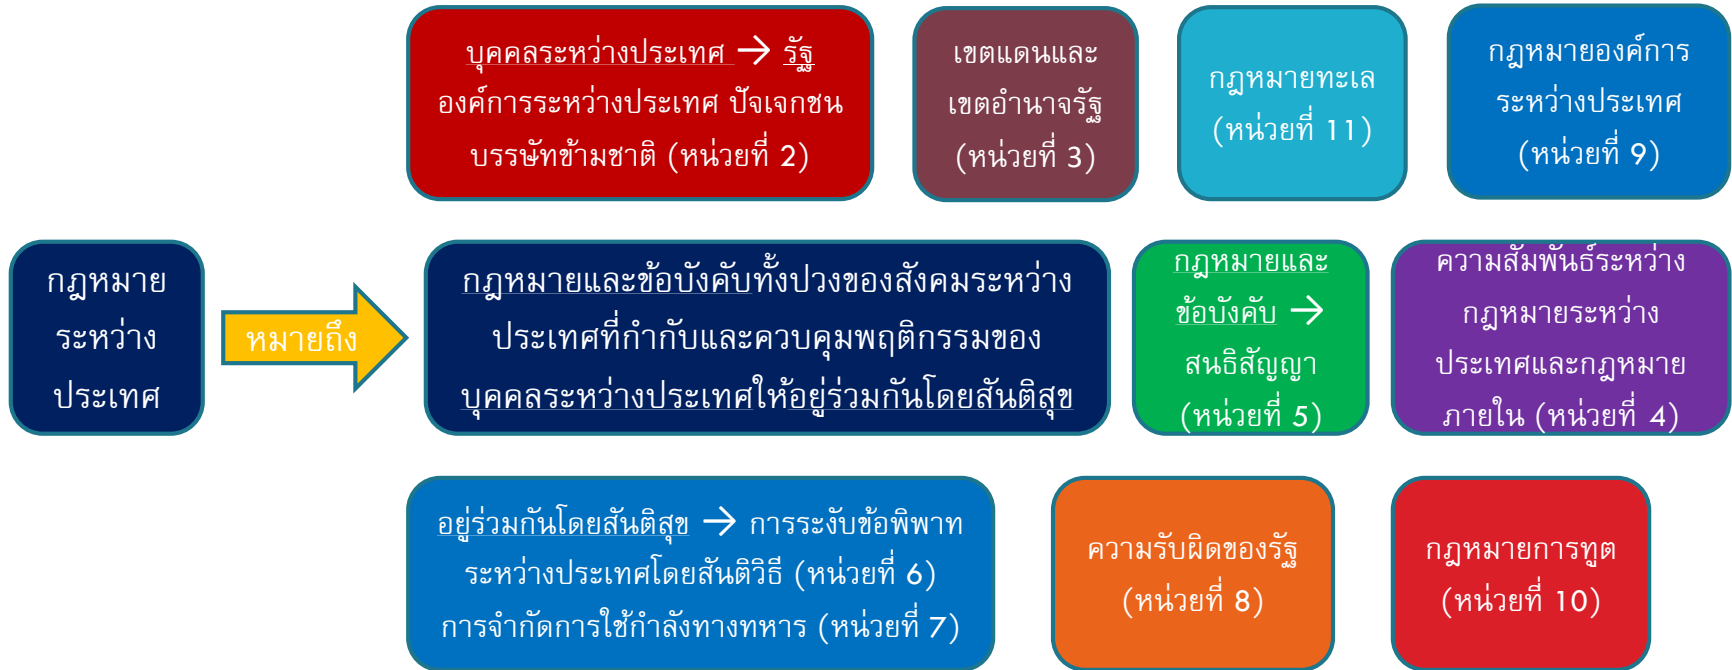 บุคคลระหว่างประเทศ → รัฐ
องค์การระหว่างประเทศ ปัจเจกชน
บรรษัทข้ามชาติ (หน่วยที่ 2)
เขตแดนและ
เขตอำนาจรัฐ
(หน่วยที่ 3)
กฎหมายทะเล
(หน่วยที่ 11)
กฎหมายองค์การ
ระหว่างประเทศ
(หน่วยที่ 9)
กฎหมาย
ระหว่าง
ประเทศ
หมายถึง
กฎหมายและข้อบังคับทั้งปวงของสังคมระหว่าง
ประเทศที่กำกับและควบคุมพฤติกรรมของ
บุคคลระหว่างประเทศให้อยู่ร่วมกันโดยสันติสุข
กฎหมายและ
ข้อบังคับ →
สนธิสัญญา
(หน่วยที่ 5)
ความสัมพันธ์ระหว่าง
กฎหมายระหว่าง
ประเทศและกฎหมาย
ภายใน (หน่วยที่ 4)
อยู่ร่วมกันโดยสันติสุข → การระงับข้อพิพาท
ระหว่างประเทศโดยสันติวิธี (หน่วยที่ 6)
การจำกัดการใช้กำลังทางทหาร (หน่วยที่ 7)
ความรับผิดของรัฐ
(หน่วยที่ 8)
กฎหมายการทูต
(หน่วยที่ 10)